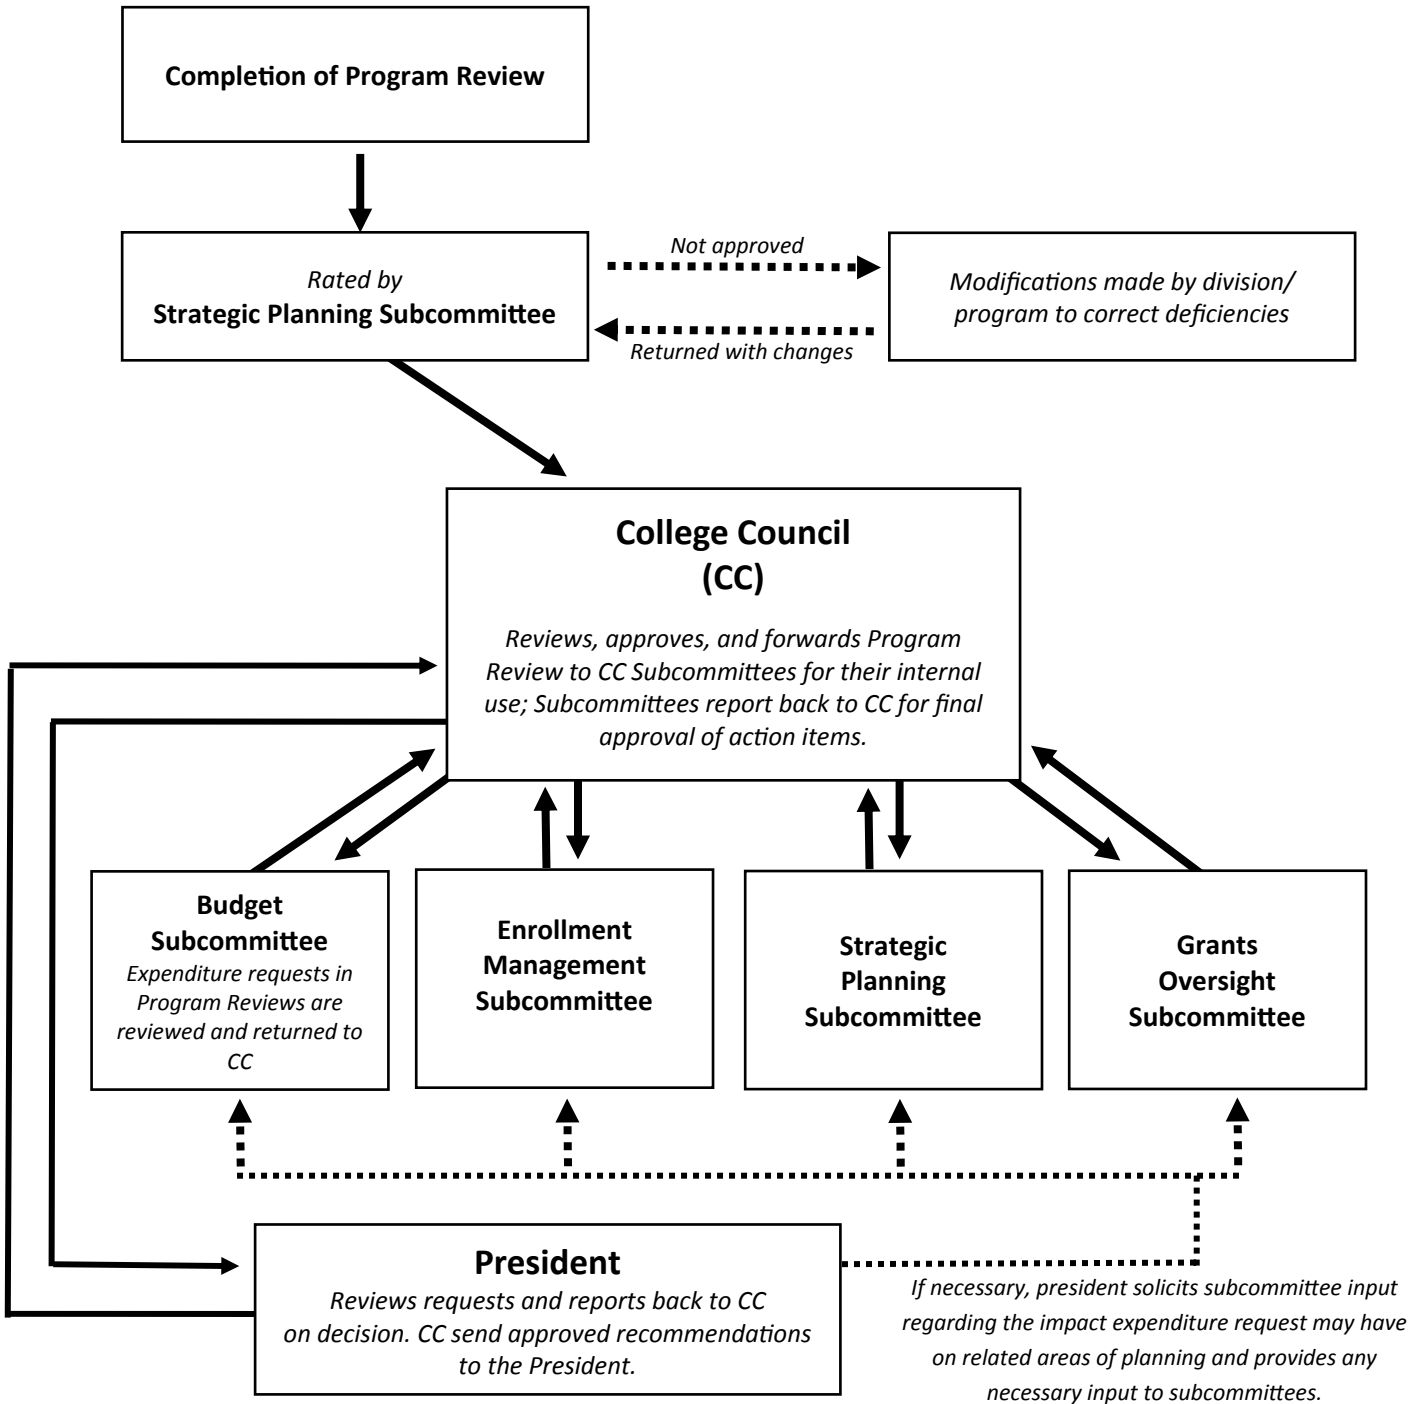 Completion of Program Review
Rated by
Strategic Planning Subcommittee
Not approved
Returned with changes
Modifications made by division/
program to correct deficiencies
College Council
(CC)
Reviews, approves, and forwards Program
Review to CC Subcommittees for their internal
use; Subcommittees report back to CC for final
approval of action items.
Budget
Subcommittee
Expenditure requests in
Program Reviews are
reviewed and returned to
CC
Enrollment
Management
Subcommittee
Strategic
Planning
Subcommittee
Grants
Oversight
Subcommittee
President
Reviews requests and reports back to CC
on decision. CC send approved recommendations
to the President.
If necessary, president solicits subcommittee input
regarding the impact expenditure request may have
on related areas of planning and provides any
necessary input to subcommittees.